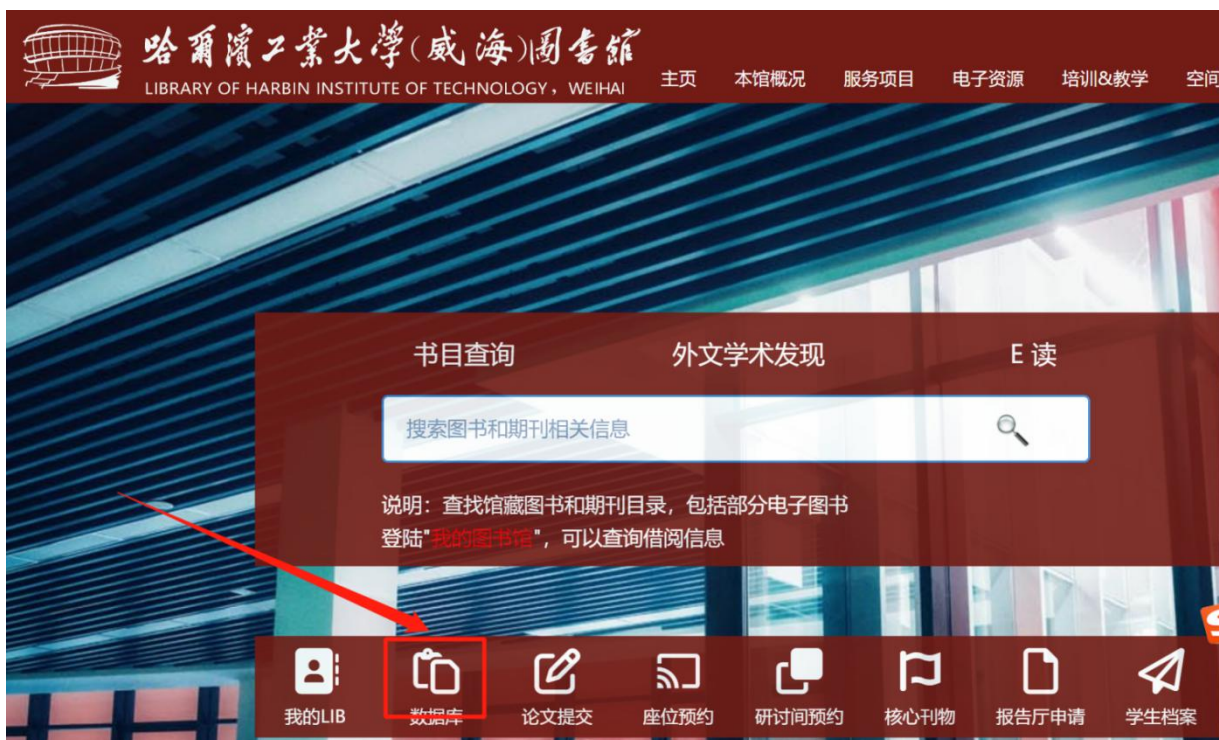 哈爾濱工業大學(威海)圖書館
LIBRARY OF HARBIN INSTITUTE OF TECHNOLOGY，WEIHAI
主页 本馆概况 服务项目 电子资源 培训&教学 空间
书目查询 外文学术发现 E 读
搜索图书和期刊相关信息
说明：查找馆藏图书和期刊目录，包括部分电子图书
登陆"我的图书馆"，可以查询借阅信息
我的LIB 数据库 论文提交 座位预约 研讨间预约 核心刊物 报告厅申请 学生档案